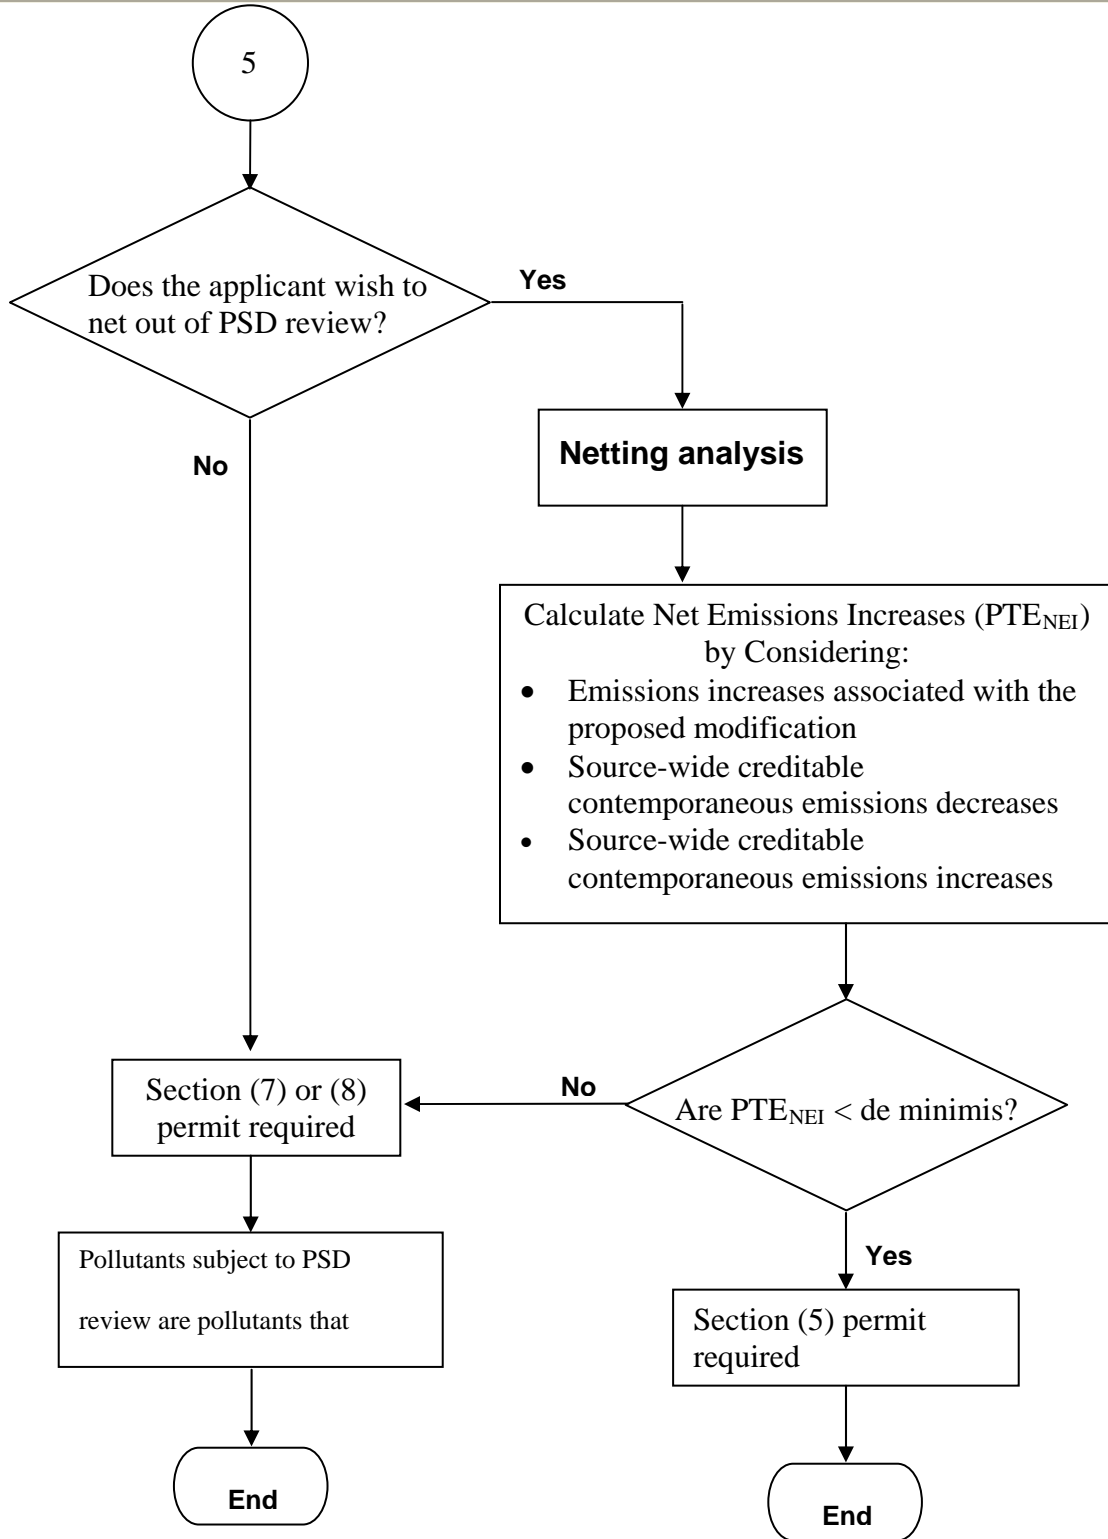 5
Does the applicant wish to
net out of PSD review?
Yes
No
Netting analysis
Calculate Net Emissions Increases (PTE_NEI)
by Considering:
• Emissions increases associated with the
proposed modification
• Source-wide creditable
contemporaneous emissions decreases
• Source-wide creditable
contemporaneous emissions increases
Are PTE_NEI < de minimis?
No
Section (7) or (8)
permit required
Yes
Pollutants subject to PSD
review are pollutants that
Section (5) permit
required
End
End